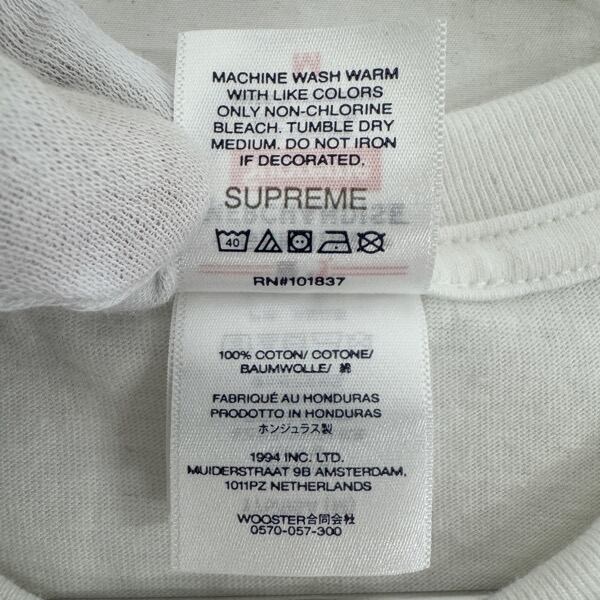 MACHINE WASH WARM
WITH LIKE COLORS
ONLY NON-CHLORINE
BLEACH. TUMBLE DRY
MEDIUM. DO NOT IRON
IF DECORATED.
SUPREME
40
RN#101837
100% COTON/ COTONE/
BAUMWOLLE/ 綿
FABRIQUÉ AU HONDURAS
PRODOTTO IN HONDURAS
ホンジュラス製
1994 INC. LTD.
MUIDERSTRAAT 9B AMSTERDAM,
1011PZ NETHERLANDS
WOOSTER合同会社
0570-057-300